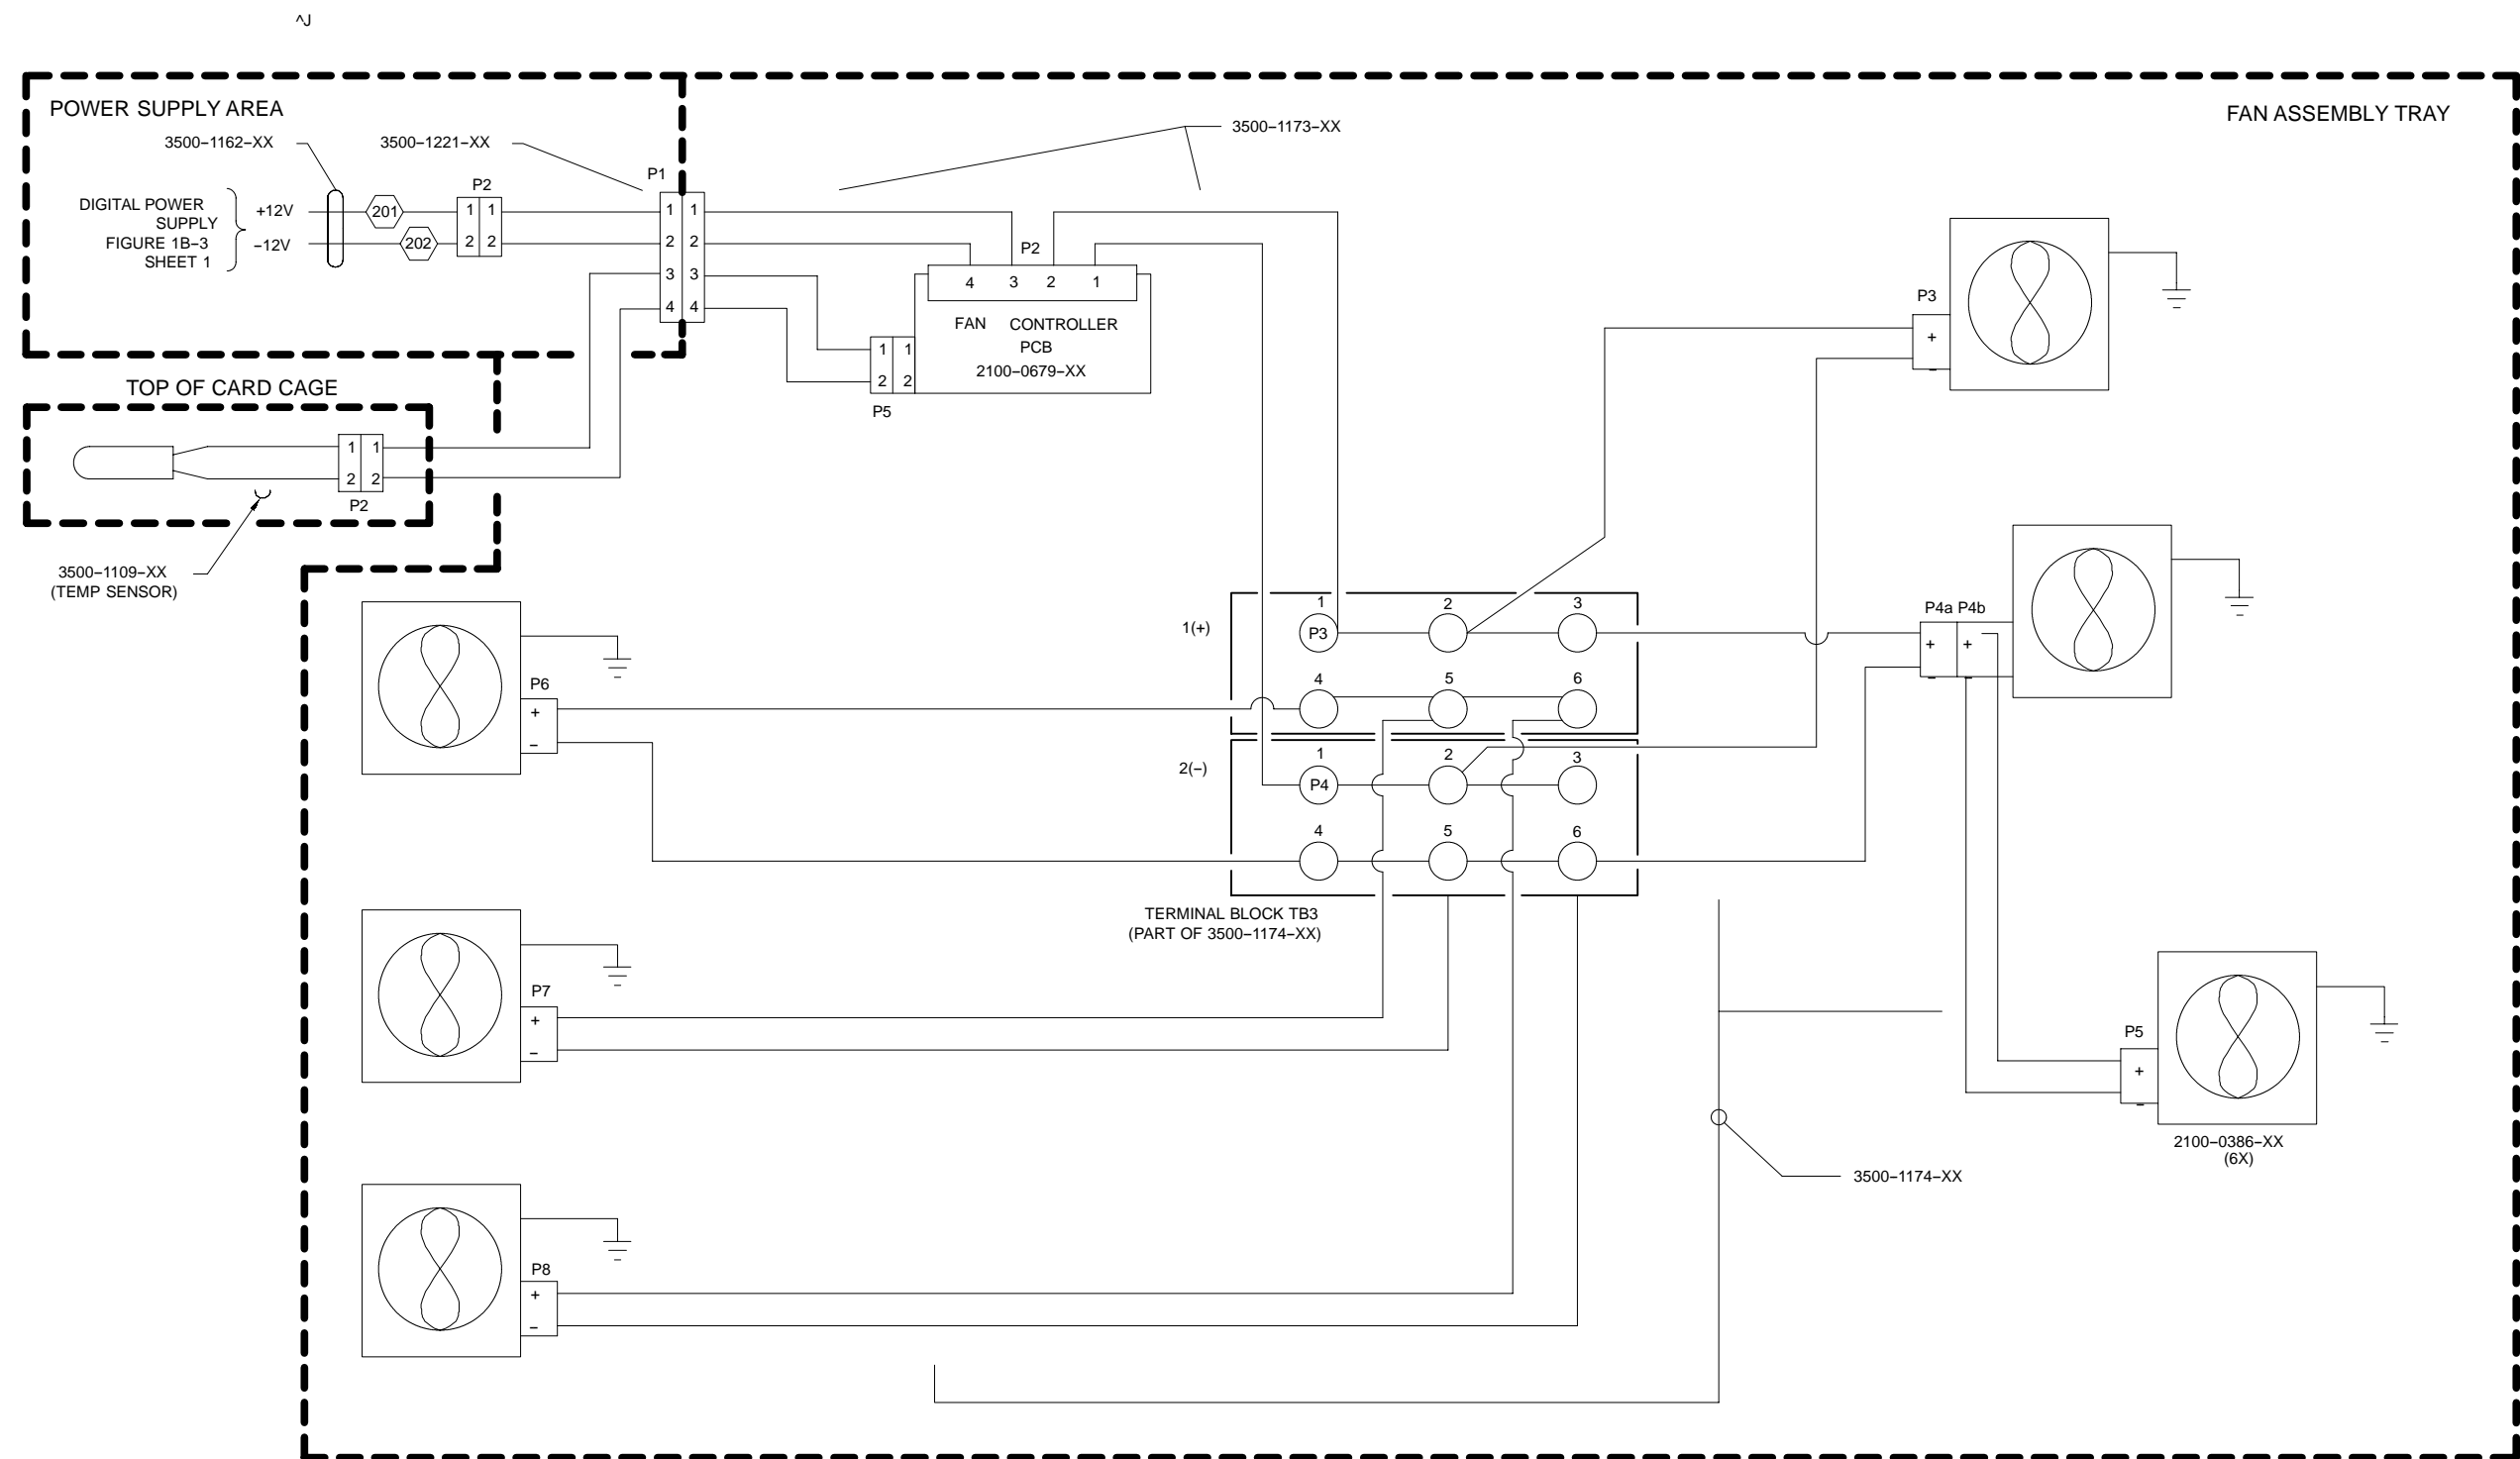 ^J
POWER SUPPLY AREA
FAN ASSEMBLY TRAY
3500-1162-XX
3500-1221-XX
3500-1173-XX
P2
P1
DIGITAL POWER
SUPPLY
FIGURE 1B-3
SHEET 1
+12V
-12V
201
202
1 1
2 2
1 1
2 2
3 3
4 4
P2
4 3 2 1
FAN CONTROLLER
PCB
2100-0679-XX
1 1
2 2
P5
P3
+
-
TOP OF CARD CAGE
1 1
2 2
P2
3500-1109-XX
(TEMP SENSOR)
P4a P4b
+ +
- -
1(+)
1 2 3
P3
4 5 6
2(-)
1 2 3
P4
4 5 6
TERMINAL BLOCK TB3
(PART OF 3500-1174-XX)
P6
+
-
P7
+
-
P8
+
-
P5
+
-
2100-0386-XX
(6X)
3500-1174-XX